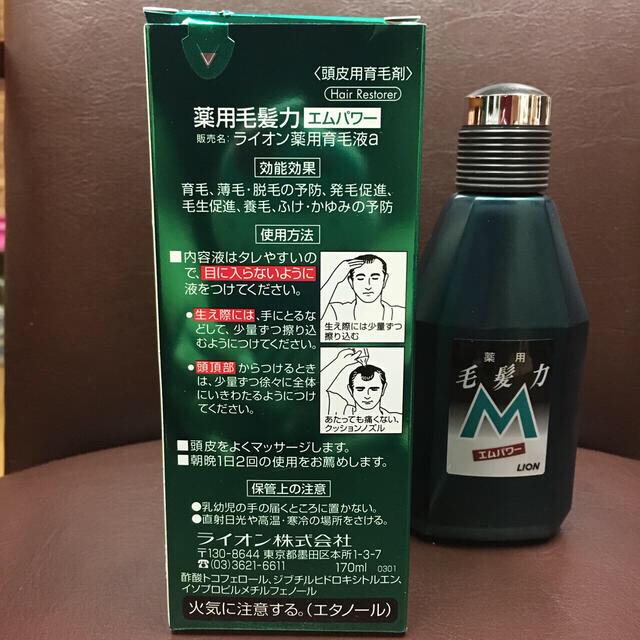 〈頭皮用育毛剤〉
Hair Restorer
薬用毛髪力 エムパワー
販売名: ライオン薬用育毛液a
効能効果
育毛、薄毛・脱毛の予防、発毛促進、
毛生促進、養毛、ふけ・かゆみの予防
使用方法
■内容液はタレやすいの
で、目に入らないように
液をつけてください。
●生え際には、手にとるな
どして、少量ずつ擦り込
むようにつけてください。
生え際には少量ずつ
擦り込む
●頭頂部からつけるとき
は、少量ずつ徐々に全体
にいきわたるようにつけ
てください。
あたっても痛くない、
クッションノズル
■頭皮をよくマッサージします。
■朝晩1日2回の使用をお薦めします。
保管上の注意
●乳幼児の手の届くところに置かない。
●直射日光や高温・寒冷の場所をさける。
ライオン株式会社
〒130-8644 東京都墨田区本所1-3-7
☎(03)3621-6611 170ml 0301
酢酸トコフェロール、ジブチルヒドロキシトルエン、
イソプロピルメチルフェノール
火気に注意する。(エタノール)
薬用
毛髪力
M
エムパワー
LION